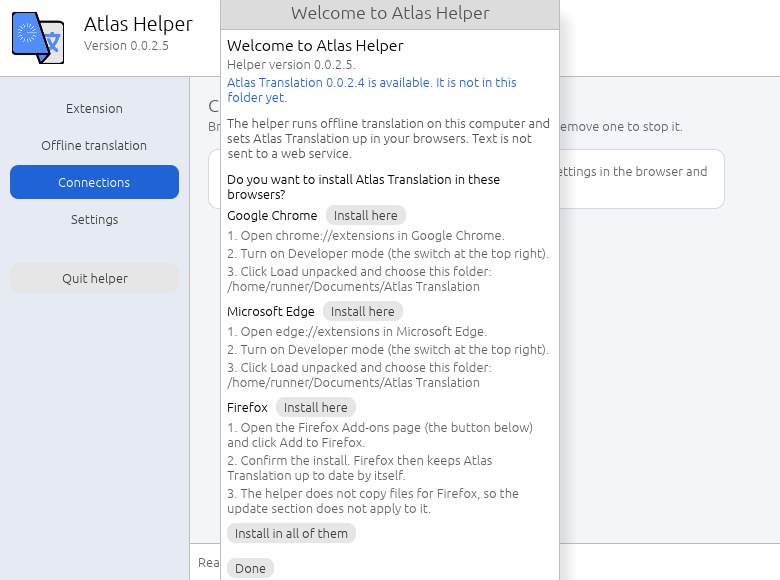 Welcome to Atlas Helper
Atlas Helper
Version 0.0.2.5
Extension
Offline translation
Connections
Settings
Quit helper
Welcome to Atlas Helper
Helper version 0.0.2.5.
Atlas Translation 0.0.2.4 is available. It is not in this
folder yet.
The helper runs offline translation on this computer and
sets Atlas Translation up in your browsers. Text is not
sent to a web service.
Do you want to install Atlas Translation in these
browsers?
Google Chrome Install here
1. Open chrome://extensions in Google Chrome.
2. Turn on Developer mode (the switch at the top right).
3. Click Load unpacked and choose this folder:
/home/runner/Documents/Atlas Translation
Microsoft Edge Install here
1. Open edge://extensions in Microsoft Edge.
2. Turn on Developer mode (the switch at the top right).
3. Click Load unpacked and choose this folder:
/home/runner/Documents/Atlas Translation
Firefox Install here
1. Open the Firefox Add-ons page (the button below)
and click Add to Firefox.
2. Confirm the install. Firefox then keeps Atlas
Translation up to date by itself.
3. The helper does not copy files for Firefox, so the
update section does not apply to it.
Install in all of them
Done
one to stop it.
in the browser and